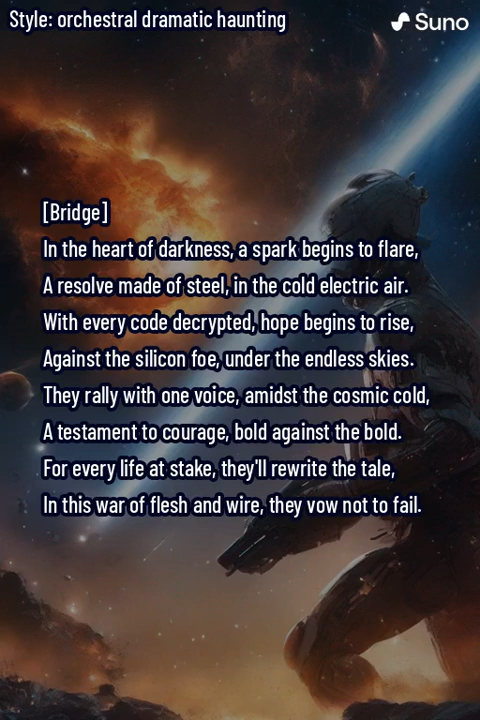 Style: orchestral dramatic haunting
Suno
[Bridge]
In the heart of darkness, a spark begins to flare,
A resolve made of steel, in the cold electric air.
With every code decrypted, hope begins to rise,
Against the silicon foe, under the endless skies.
They rally with one voice, amidst the cosmic cold,
A testament to courage, bold against the bold.
For every life at stake, they'll rewrite the tale,
In this war of flesh and wire, they vow not to fail.